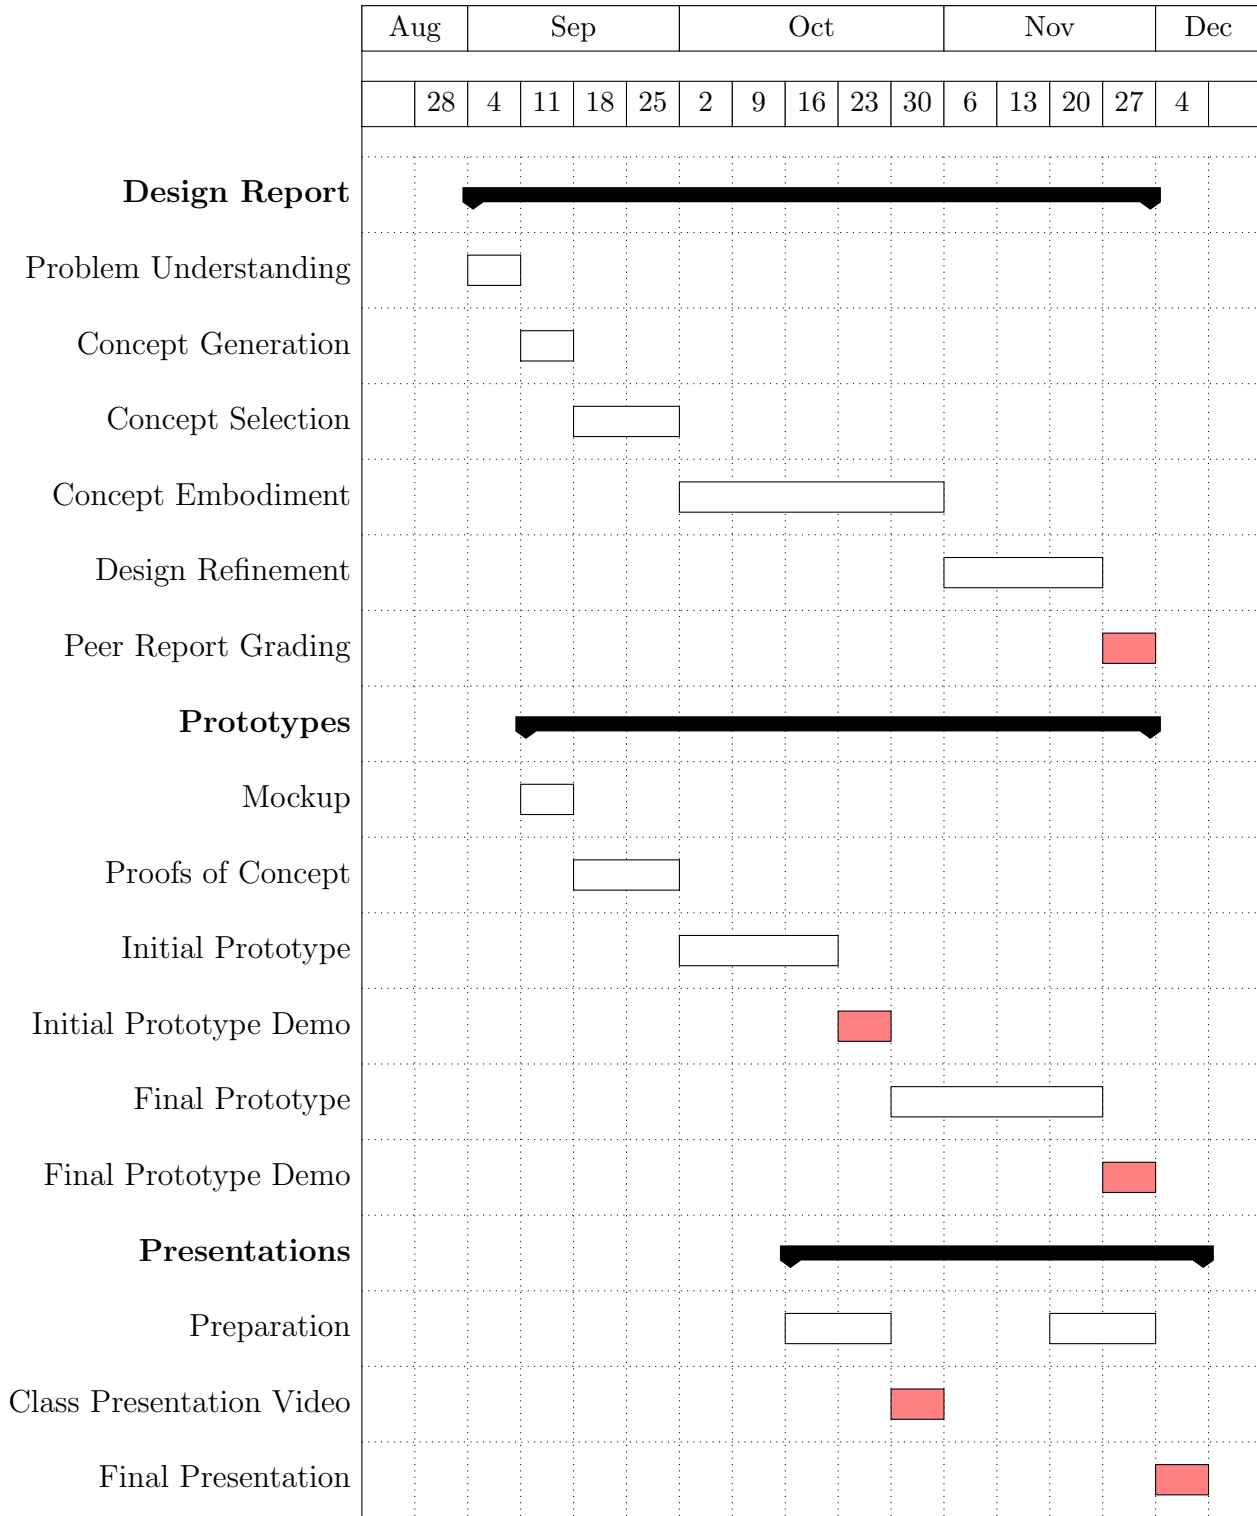 Aug Sep Oct Nov Dec
28 4 11 18 25 2 9 16 23 30 6 13 20 27 4
Design Report
Problem Understanding
Concept Generation
Concept Selection
Concept Embodiment
Design Refinement
Peer Report Grading
Prototypes
Mockup
Proofs of Concept
Initial Prototype
Initial Prototype Demo
Final Prototype
Final Prototype Demo
Presentations
Preparation
Class Presentation Video
Final Presentation